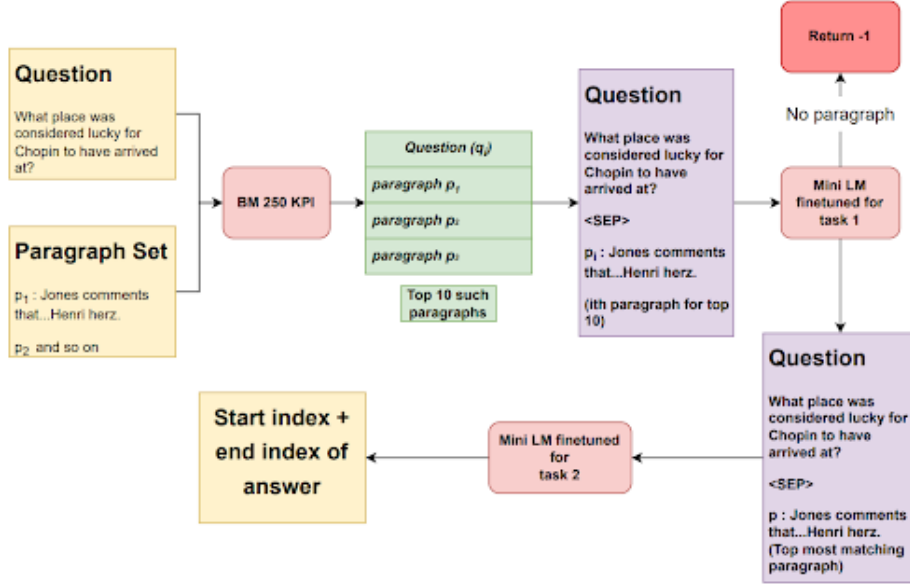 Question
What place was
considered lucky for
Chopin to have arrived
at?
Paragraph Set
p1 : Jones comments
that...Henri herz.
p2 and so on
BM 250 KPI
Question (qi)
paragraph p1
paragraph p2
paragraph p3
Top 10 such
paragraphs
Question
What place was
considered lucky for
Chopin to have
arrived at?
<SEP>
pi : Jones comments
that...Henri herz.
(ith paragraph for top
10)
Return -1
No paragraph
Mini LM
finetuned for
task 1
Question
What place was
considered lucky for
Chopin to have
arrived at?
<SEP>
p : Jones comments
that...Henri herz.
(Top most matching
paragraph)
Mini LM finetuned
for
task 2
Start index +
end index of
answer